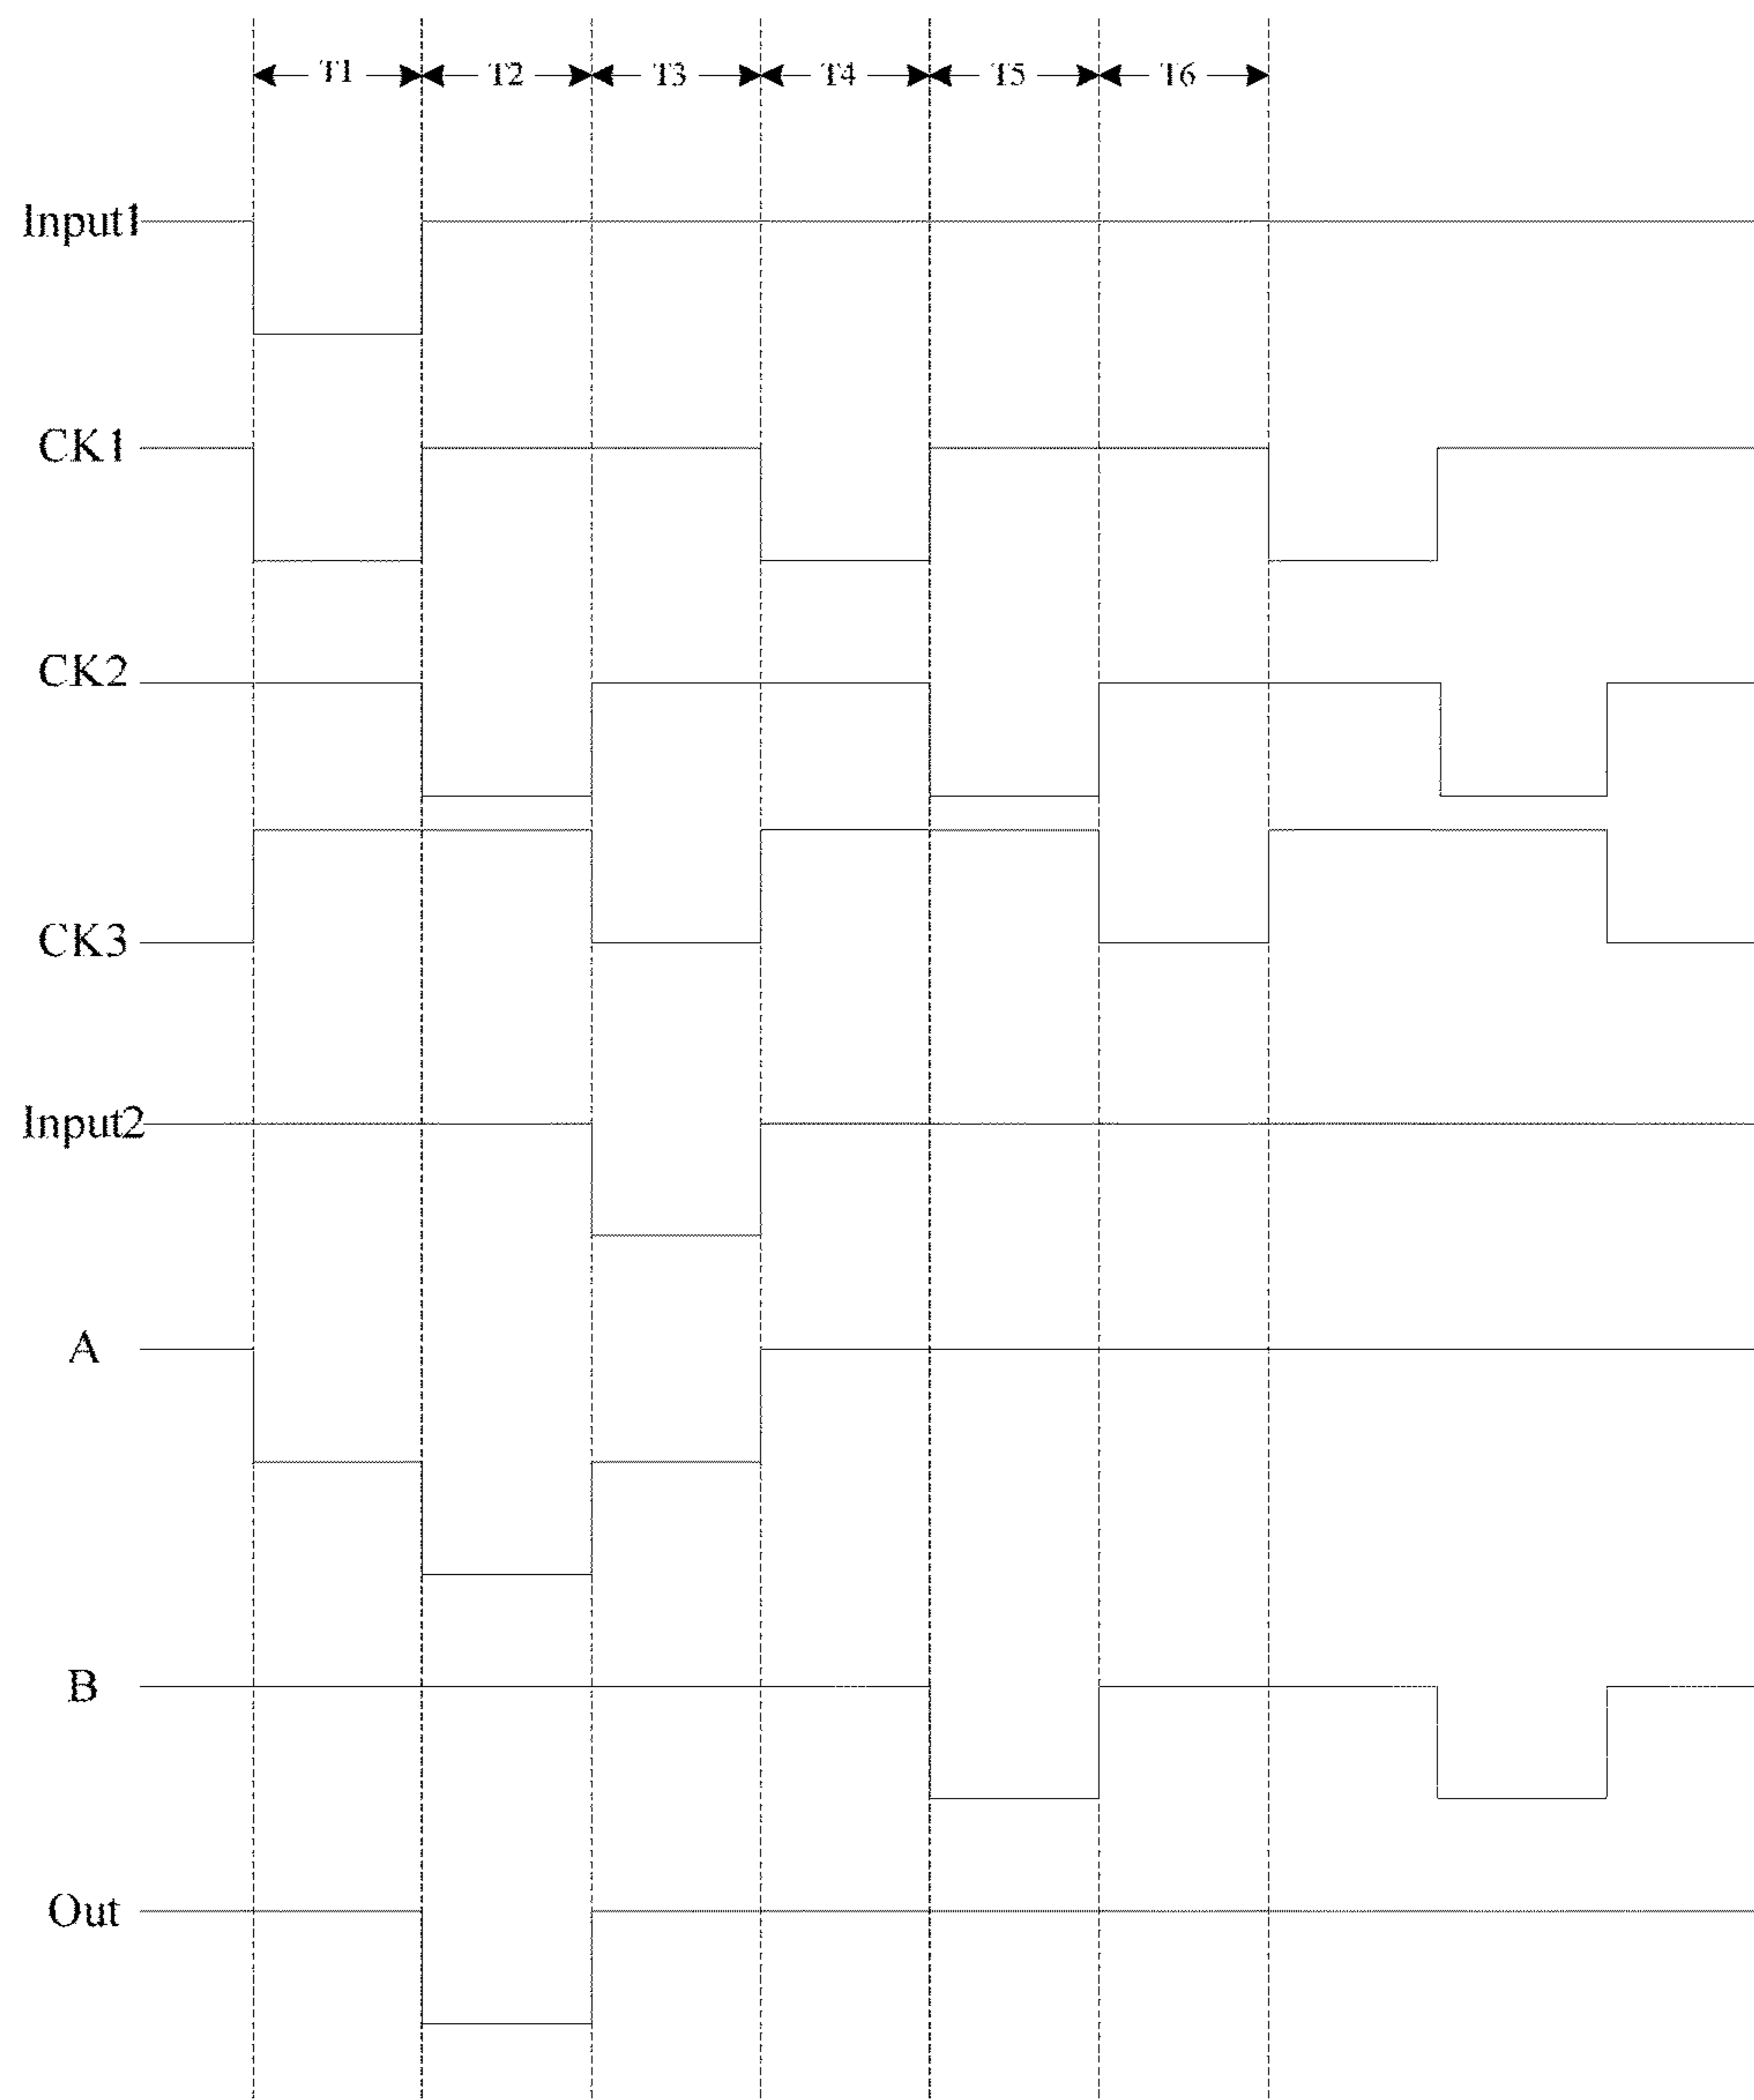 T1 T2 T3 T4 T5 T6
Input1
CK1
CK2
CK3
Input2
A
B
Out